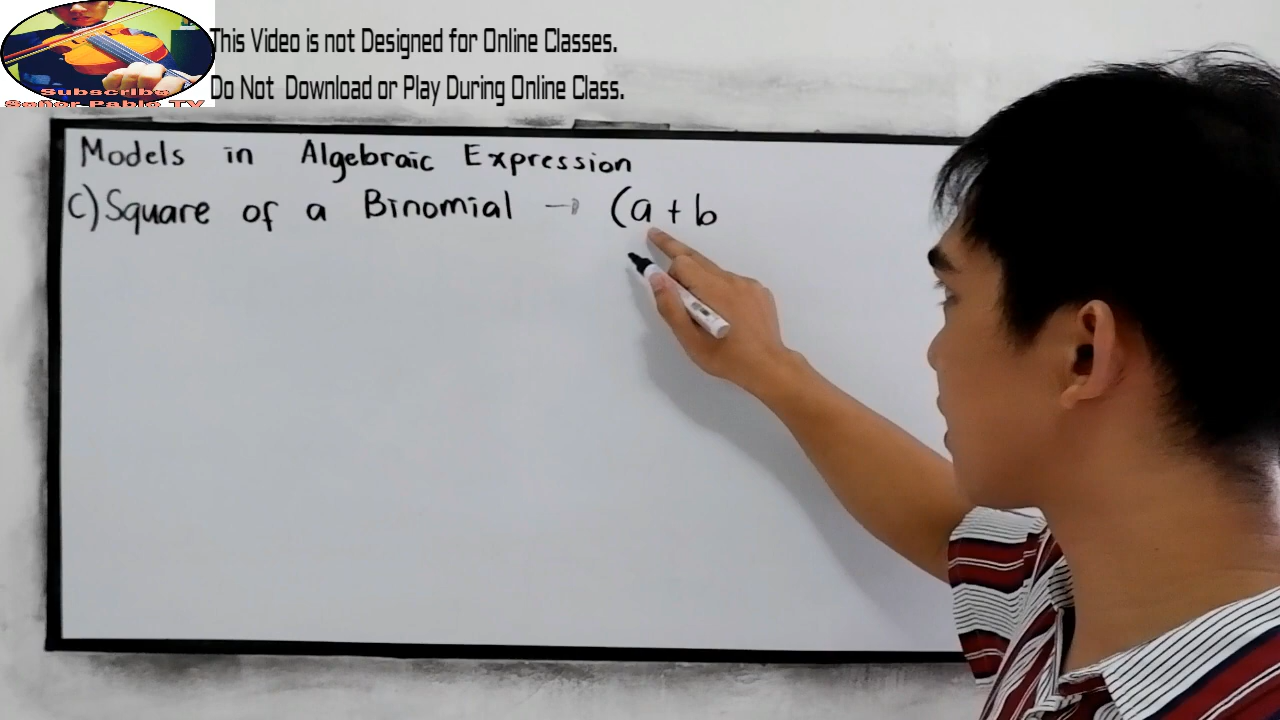 This Video is not Designed for Online Classes.
Do Not Download or Play During Online Class.
Subscribe
Señor Pablo TV
Models in Algebraic Expression
C) Square of a Binomial → (a + b